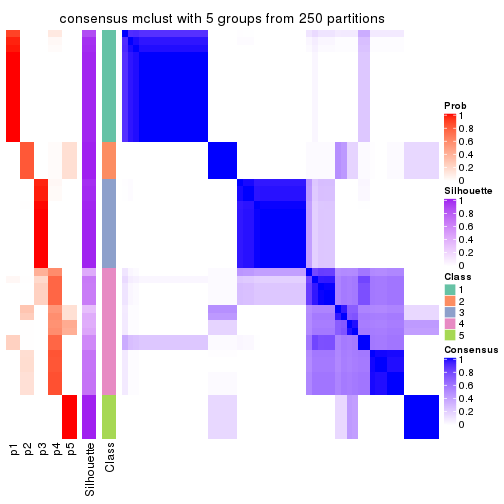 consensus mclust with 5 groups from 250 partitions
Prob
1
0.8
0.6
0.4
0.2
0
Silhouette
1
0.8
0.6
0.4
0.2
0
Class
1
2
3
4
5
Consensus
1
0.8
0.6
0.4
0.2
0
p1
p2
p3
p4
p5
Silhouette
Class